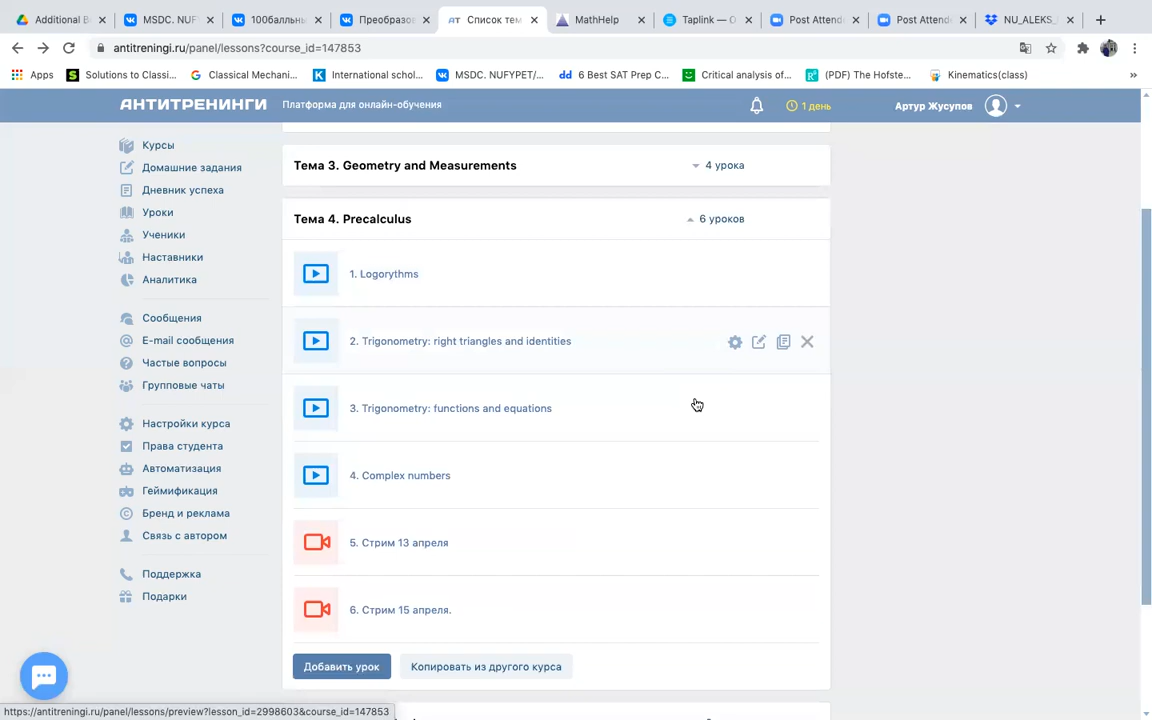 Additional B
MSDC. NUF
100балльны
Преобразов
AT Список тем
MathHelp
Taplink — О
Post Attend
Post Attend
NU_ALEKS_
antitreningi.ru/panel/lessons?course_id=147853
Apps
Solutions to Classi...
Classical Mechani...
International schol...
MSDC. NUFYPET/...
6 Best SAT Prep C...
Critical analysis of...
(PDF) The Hofste...
Kinematics(class)
»
АНТИТРЕНИНГИ
Платформа для онлайн-обучения
1 день
Артур Жусупов
Курсы
Домашние задания
Дневник успеха
Уроки
Ученики
Наставники
Аналитика
Сообщения
E-mail сообщения
Частые вопросы
Групповые чаты
Настройки курса
Права студента
Автоматизация
Геймификация
Бренд и реклама
Связь с автором
Поддержка
Подарки
Тема 3. Geometry and Measurements
4 урока
Тема 4. Precalculus
6 уроков
1. Logorythms
2. Trigonometry: right triangles and identities
3. Trigonometry: functions and equations
4. Complex numbers
5. Стрим 13 апреля
6. Стрим 15 апреля.
Добавить урок
Копировать из другого курса
https://antitreningi.ru/panel/lessons/preview?lesson_id=2998603&course_id=147853